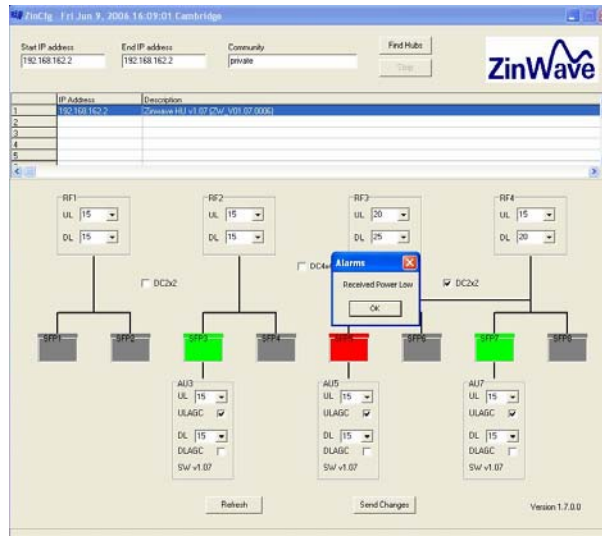 ZinCfg Fri Jun 9, 2006 16:09:01 Cambridge
Start IP address End IP address Community
192.168.162.2 192.168.162.2 private
Find Hubs
Stop
ZinWave
IP Address Description
1 192.168.162.2 Zinwave HU v1.07 (ZW_V01.07.0006)
2
3
4
5
RF1 RF2 RF3 RF4
UL 15 UL 15 UL 20 UL 15
DL 15 DL 15 DL 25 DL 20
DC2x2 DC2x2
Alarms
Received Power Low
OK
SFP1 SFP2 SFP3 SFP4 SFP6 SFP7 SFP8
AU3 AU5 AU7
UL 15 UL 15 UL 15
ULAGC ULAGC ULAGC
DL 15 DL 15 DL 15
DLAGC DLAGC DLAGC
SW v1.07 SW v1.07 SW v1.07
Refresh Send Changes Version 1.7.0.0